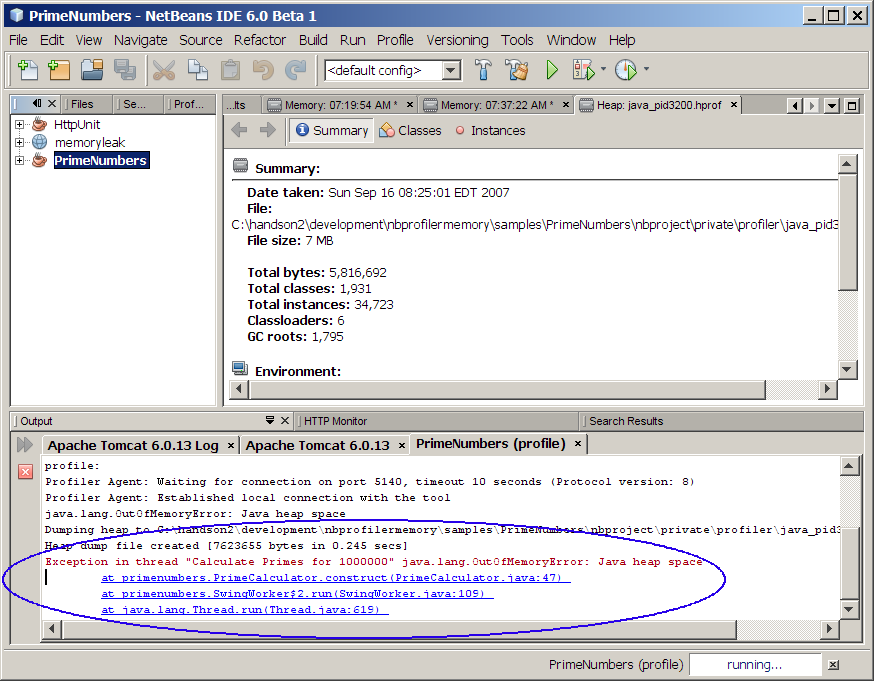 PrimeNumbers - NetBeans IDE 6.0 Beta 1
File Edit View Navigate Source Refactor Build Run Profile Versioning Tools Window Help
<default config>
Files Se... Prof... ...lts Memory: 07:19:54 AM * Memory: 07:37:22 AM * Heap: java_pid3200.hprof
HttpUnit
memoryleak
PrimeNumbers
Summary Classes Instances
Summary:
Date taken: Sun Sep 16 08:25:01 EDT 2007
File:
C:\handson2\development\nbprofilermemory\samples\PrimeNumbers\nbproject\private\profiler\java_pid3
File size: 7 MB
Total bytes: 5,816,692
Total classes: 1,931
Total instances: 34,723
Classloaders: 6
GC roots: 1,795
Environment:
Output HTTP Monitor Search Results
Apache Tomcat 6.0.13 Log Apache Tomcat 6.0.13 PrimeNumbers (profile)
profile:
Profiler Agent: Waiting for connection on port 5140, timeout 10 seconds (Protocol version: 8)
Profiler Agent: Established local connection with the tool
java.lang.OutOfMemoryError: Java heap space
Dumping heap to C:\handson2\development\nbprofilermemory\samples\PrimeNumbers\nbproject\private\profiler\java_pid3
Heap dump file created [7623655 bytes in 0.245 secs]
Exception in thread "Calculate Primes for 1000000" java.lang.OutOfMemoryError: Java heap space
at primenumbers.PrimeCalculator.construct(PrimeCalculator.java:47)
at primenumbers.SwingWorker$2.run(SwingWorker.java:109)
at java.lang.Thread.run(Thread.java:619)
PrimeNumbers (profile) running...